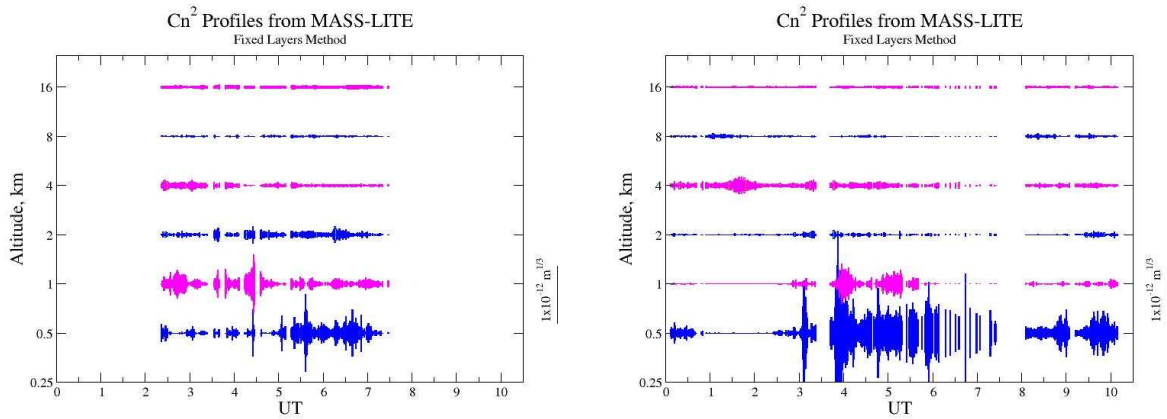 Cn² Profiles from MASS-LITE
Fixed Layers Method
Altitude, km
16
8
4
2
1
0.5
0.25
0 1 2 3 4 5 6 7 8 9 10
UT
1x10⁻¹² m¹/³
Cn² Profiles from MASS-LITE
Fixed Layers Method
Altitude, km
16
8
4
2
1
0.5
0.25
0 1 2 3 4 5 6 7 8 9 10
UT
1x10⁻¹² m¹/³